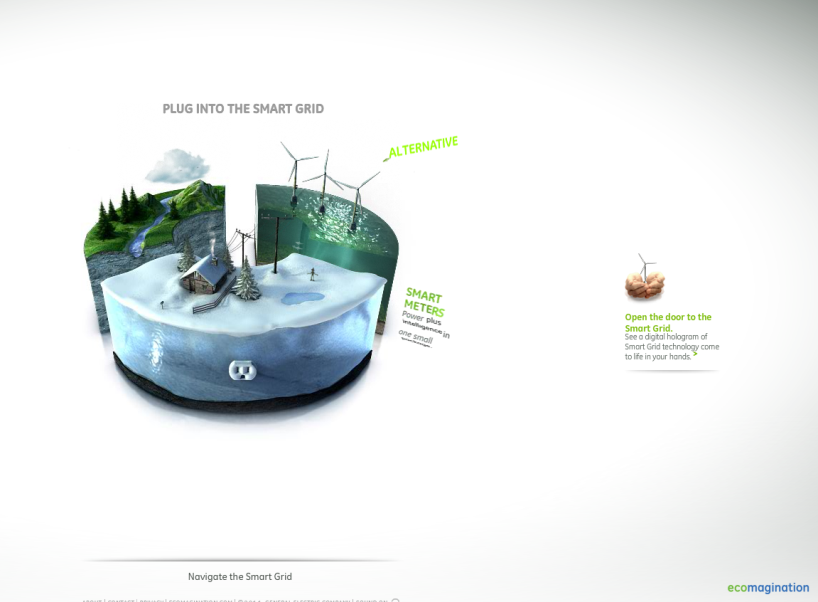 PLUG INTO THE SMART GRID
ALTERNATIVE
SMART
METERS
Power plus
intelligence in
one small
Open the door to the
Smart Grid.
See a digital hologram of
Smart Grid technology come
to life in your hands. >
Navigate the Smart Grid
ecomagination